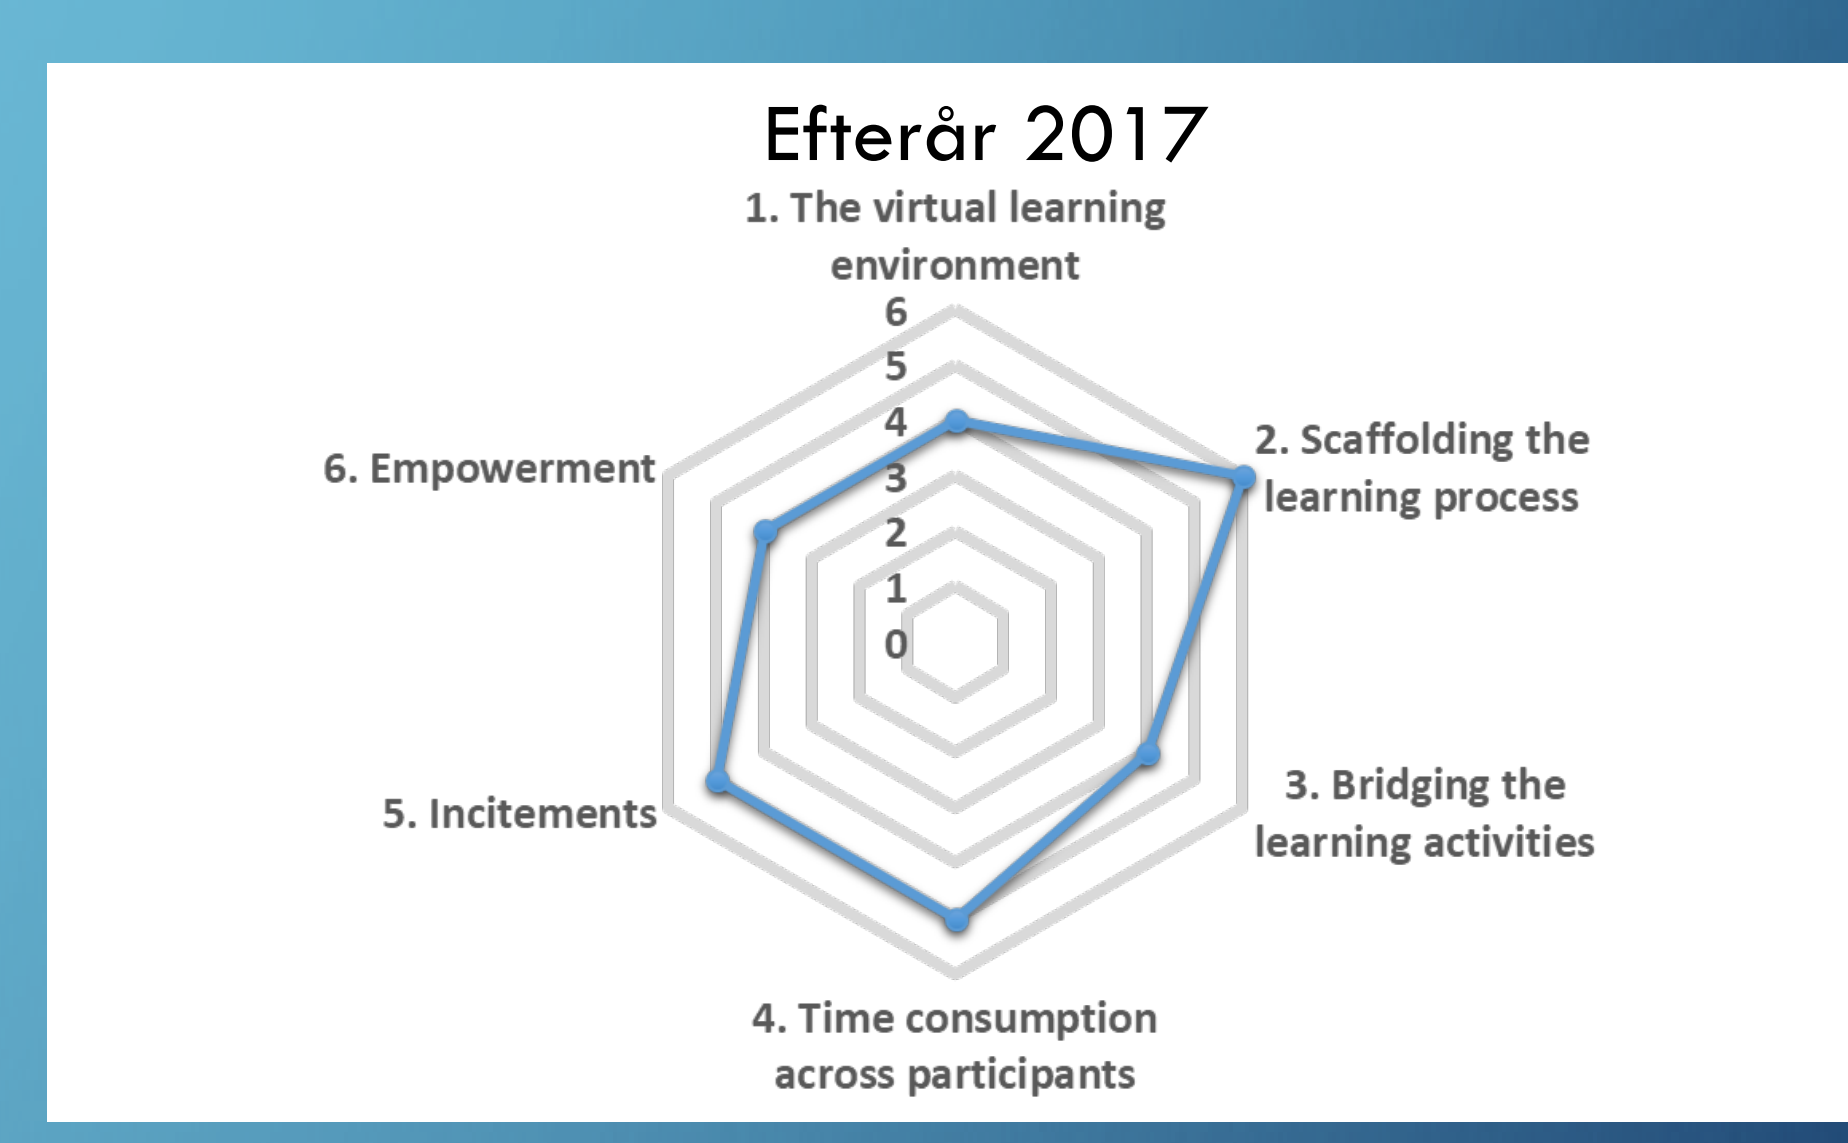 Efterår 2017
1. The virtual learning
environment
6
5
4
3
2
1
0
2. Scaffolding the
learning process
3. Bridging the
learning activities
4. Time consumption
across participants
5. Incitements
6. Empowerment